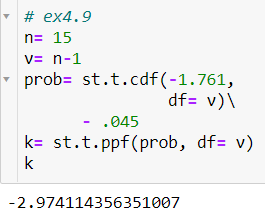 # ex4.9
n= 15
v= n-1
prob= st.t.cdf(-1.761,
df= v)\
- .045
k= st.t.ppf(prob, df= v)
k
-2.974114356351007